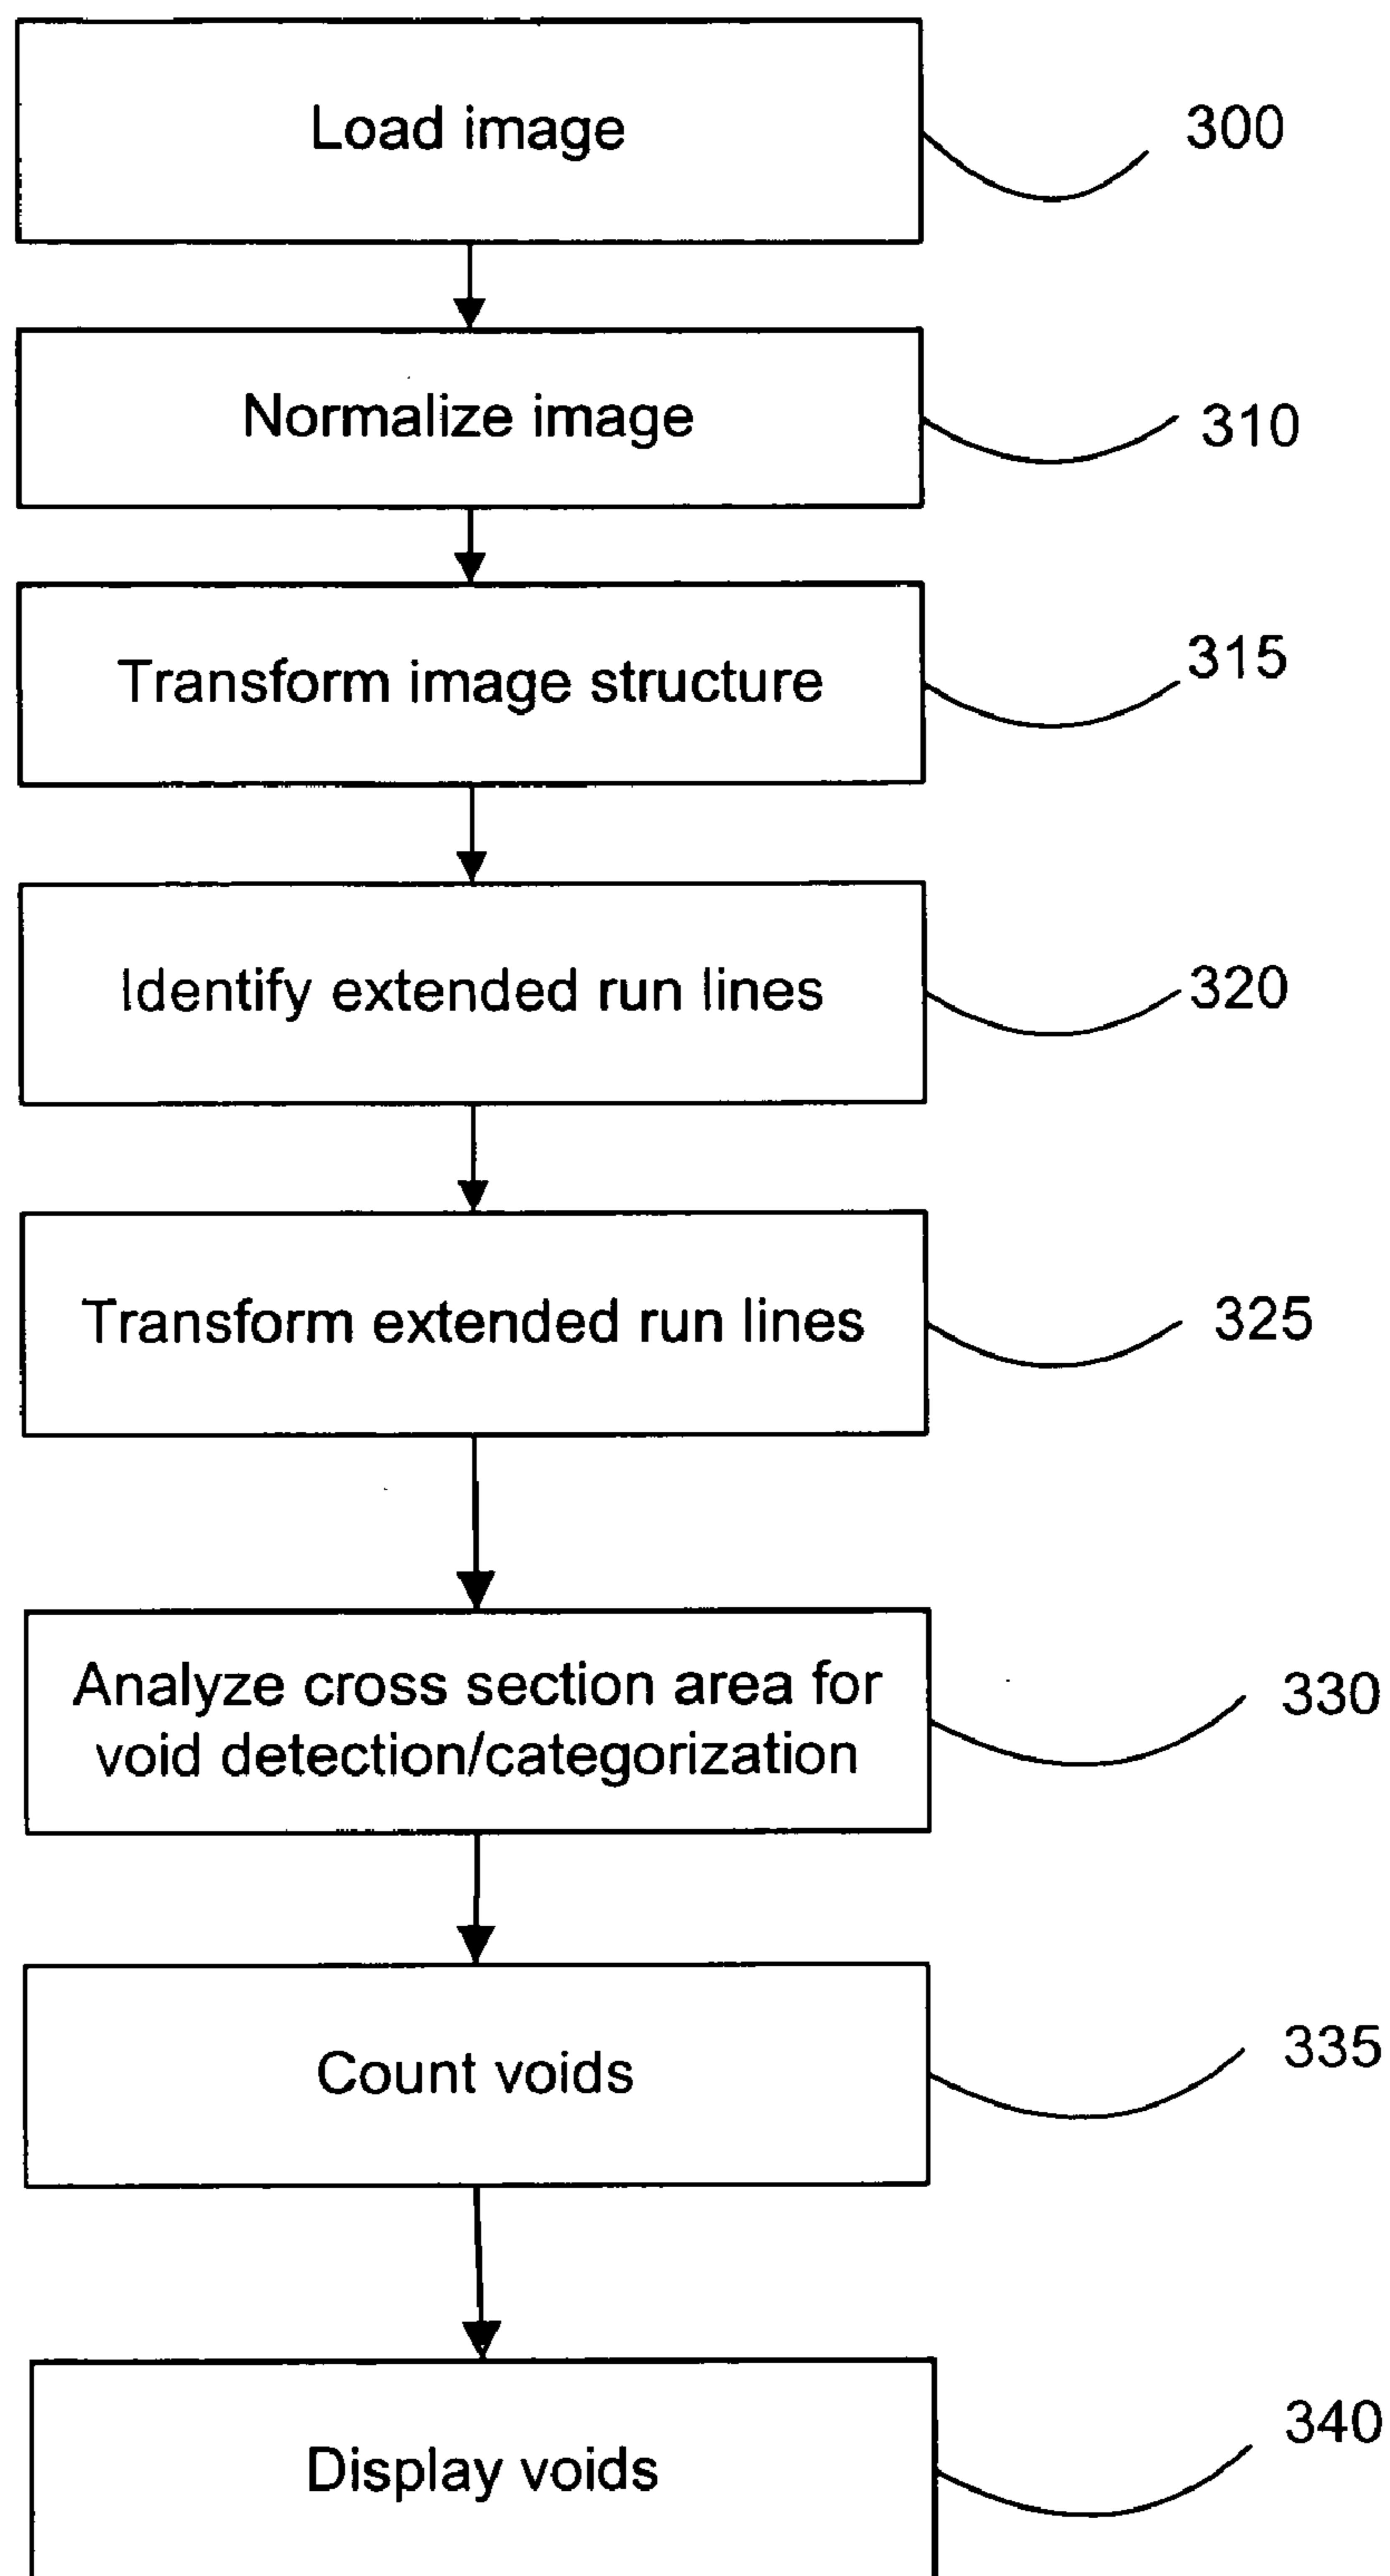 Load image
300
Normalize image
310
Transform image structure
315
Identify extended run lines
320
Transform extended run lines
325
Analyze cross section area for
void detection/categorization
330
Count voids
335
Display voids
340